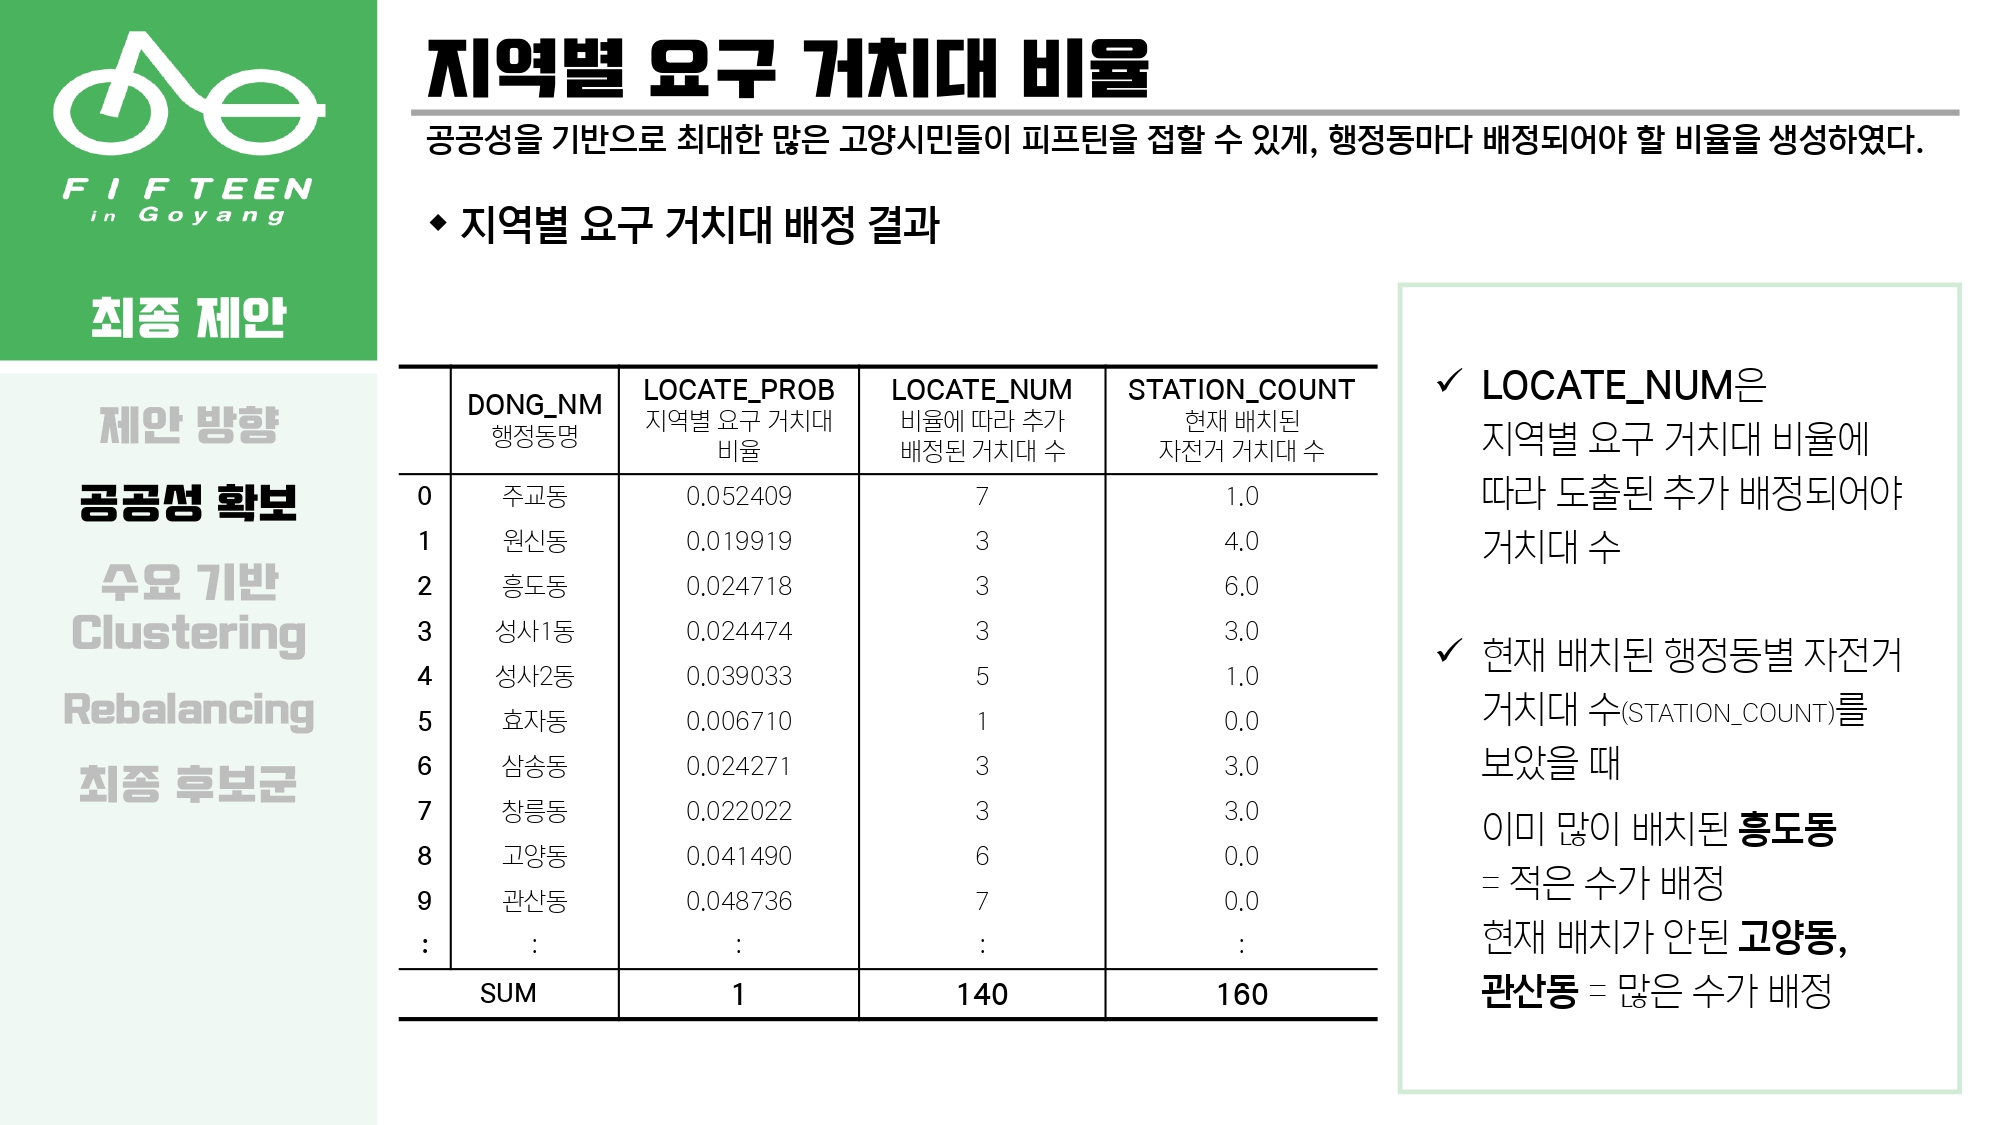 FIFTEEN
in Goyang
최종 제안
제안 방향
공공성 확보
수요 기반
Clustering
Rebalancing
최종 후보군
지역별 요구 거치대 비율
공공성을 기반으로 최대한 많은 고양시민들이 피프틴을 접할 수 있게, 행정동마다 배정되어야 할 비율을 생성하였다.
◆ 지역별 요구 거치대 배정 결과
DONG_NM 행정동명 LOCATE_PROB 지역별 요구 거치대 비율 LOCATE_NUM 비율에 따라 추가 배정된 거치대 수 STATION_COUNT 현재 배치된 자전거 거치대 수
0 주교동 0.052409 7 1.0
1 원신동 0.019919 3 4.0
2 흥도동 0.024718 3 6.0
3 성사1동 0.024474 3 3.0
4 성사2동 0.039033 5 1.0
5 효자동 0.006710 1 0.0
6 삼송동 0.024271 3 3.0
7 창릉동 0.022022 3 3.0
8 고양동 0.041490 6 0.0
9 관산동 0.048736 7 0.0
: : : : :
SUM 1 140 160
✓ LOCATE_NUM은
지역별 요구 거치대 비율에
따라 도출된 추가 배정되어야
거치대 수
✓ 현재 배치된 행정동별 자전거
거치대 수(STATION_COUNT)를
보았을 때
이미 많이 배치된 흥도동
= 적은 수가 배정
현재 배치가 안된 고양동,
관산동 = 많은 수가 배정